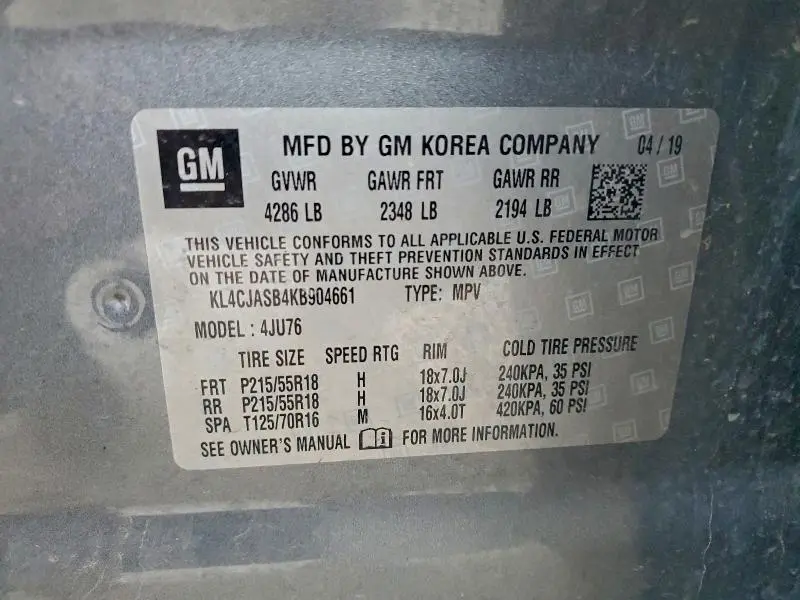 GM
MFD BY GM KOREA COMPANY 04 / 19
GVWR GAWR FRT GAWR RR
4286 LB 2348 LB 2194 LB
THIS VEHICLE CONFORMS TO ALL APPLICABLE U.S. FEDERAL MOTOR
VEHICLE SAFETY AND THEFT PREVENTION STANDARDS IN EFFECT
ON THE DATE OF MANUFACTURE SHOWN ABOVE.
KL4CJASB4KB904661 TYPE: MPV
MODEL : 4JU76
TIRE SIZE SPEED RTG RIM COLD TIRE PRESSURE
FRT P215/55R18 H 18x7.0J 240KPA, 35 PSI
RR P215/55R18 H 18x7.0J 240KPA, 35 PSI
SPA T125/70R16 M 16x4.0T 420KPA, 60 PSI
SEE OWNER'S MANUAL FOR MORE INFORMATION.